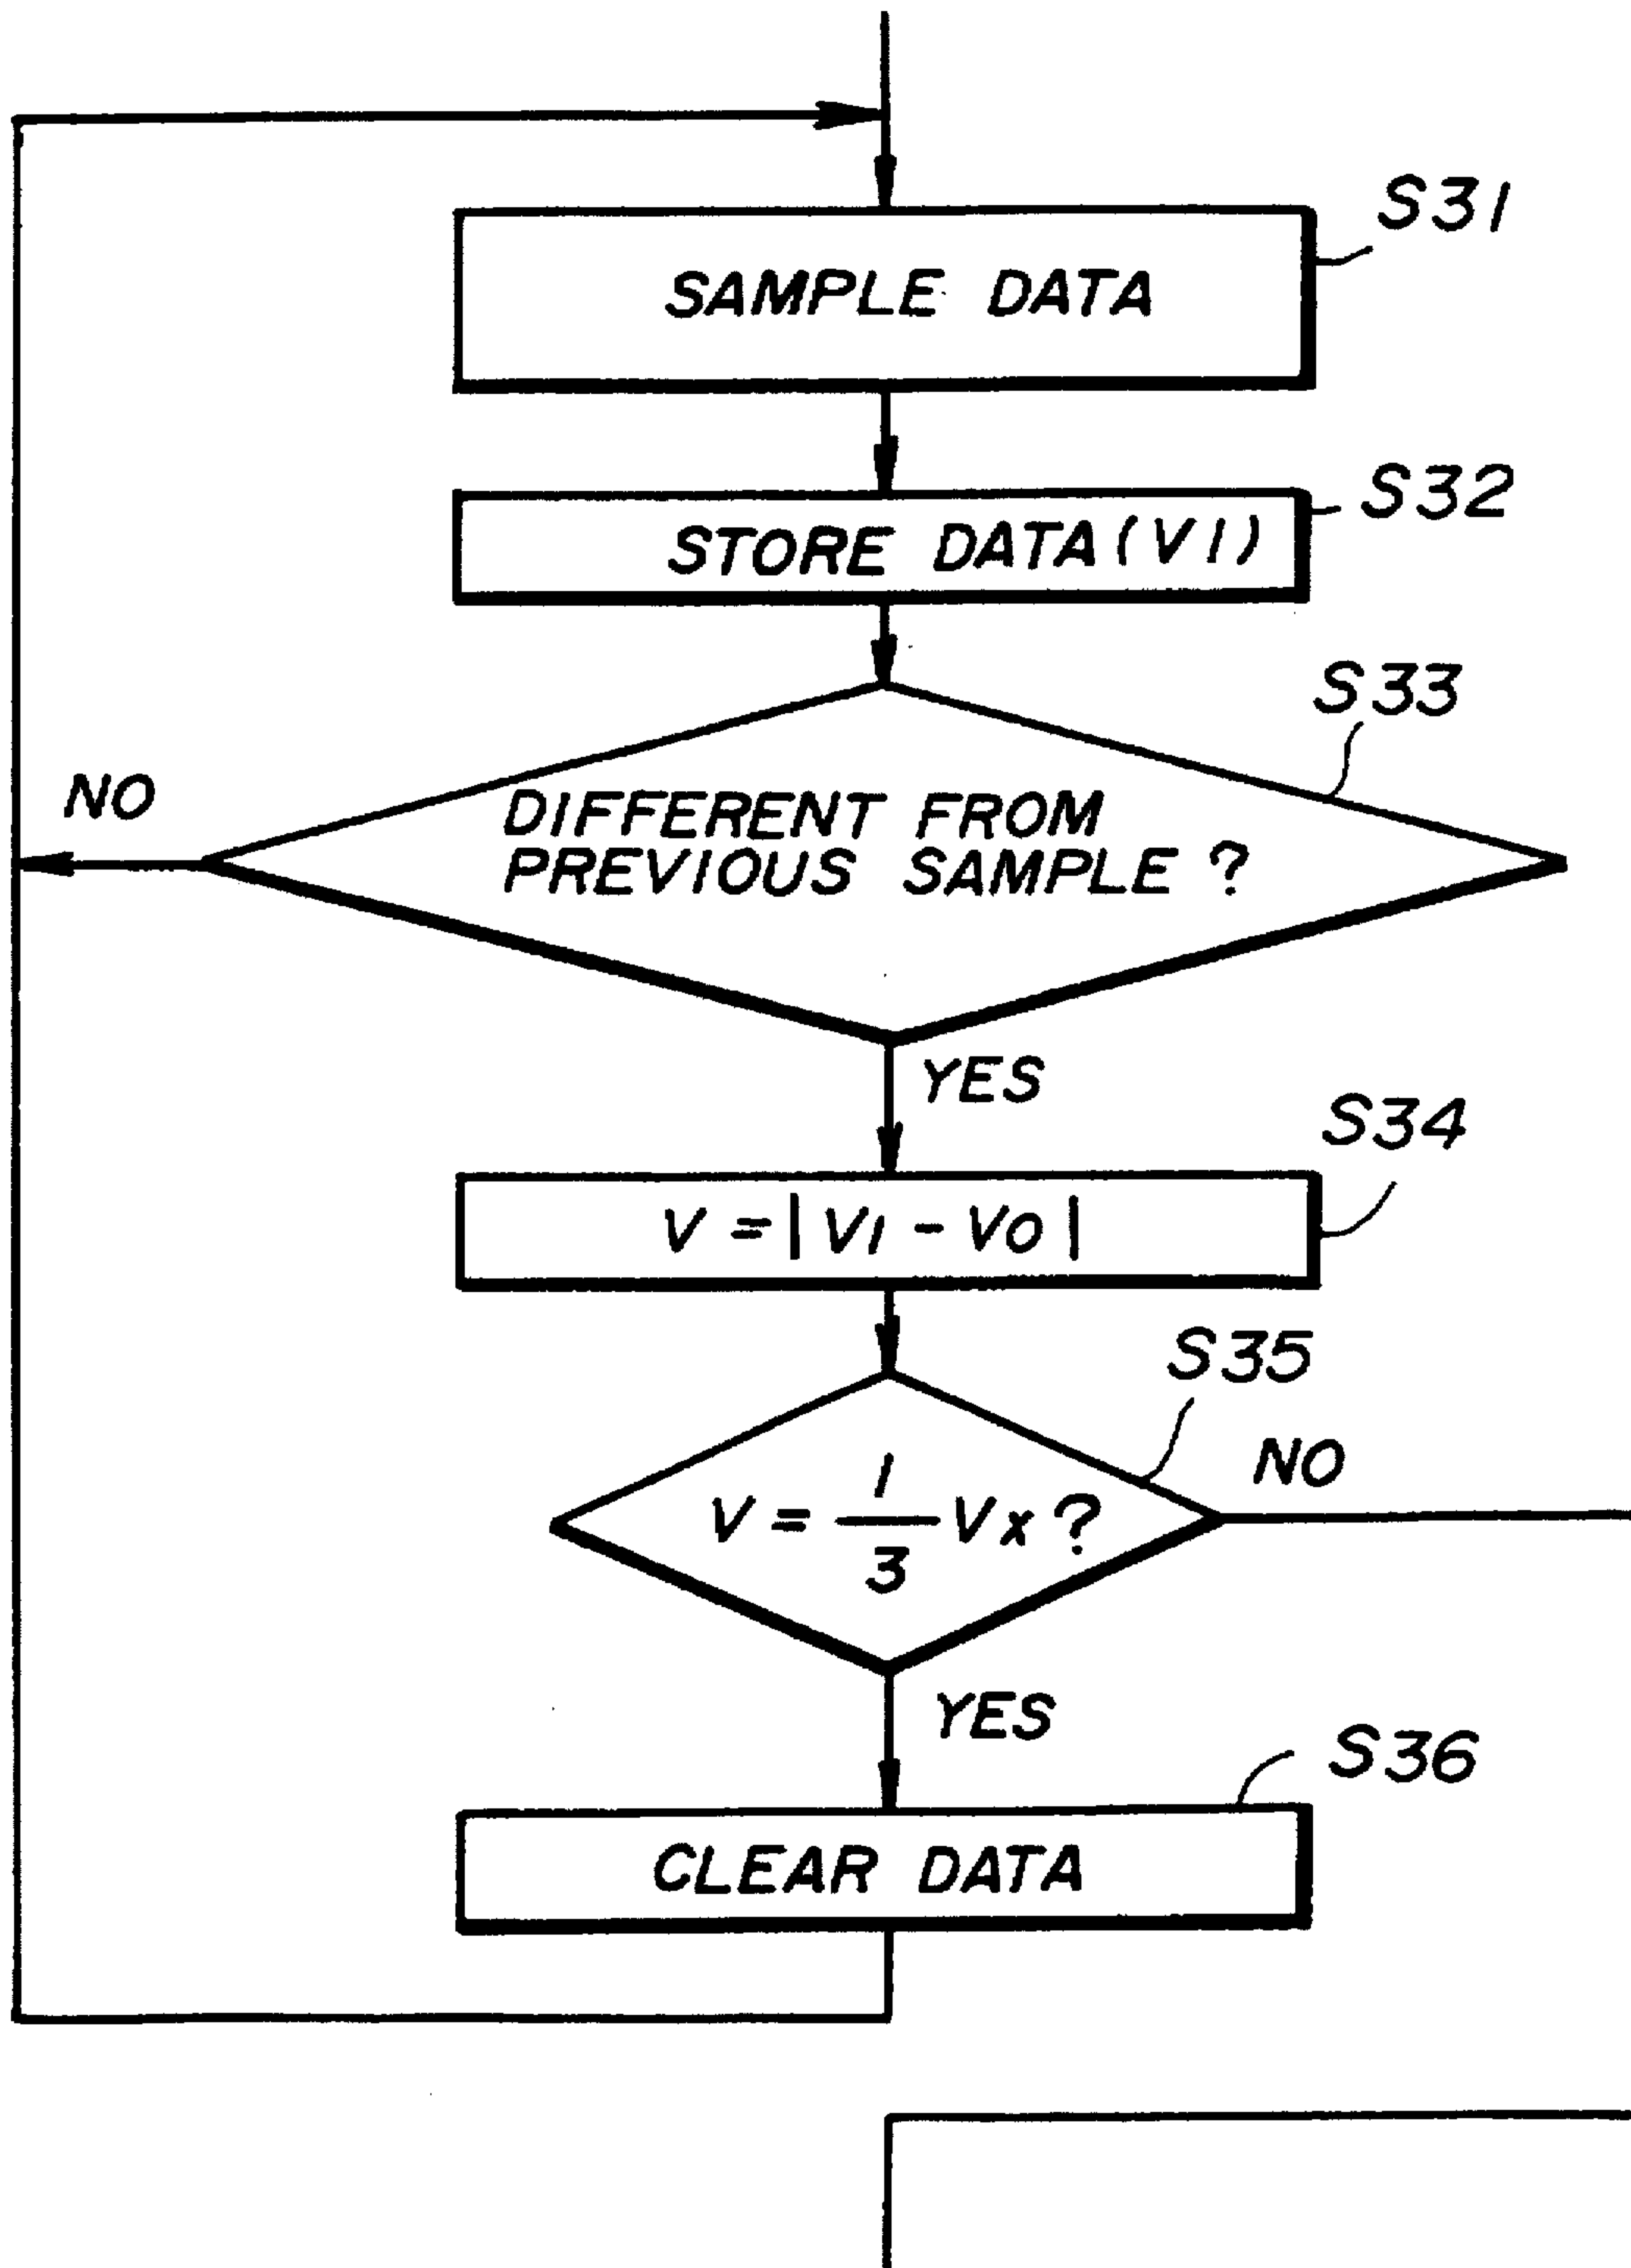 S31
SAMPLE DATA
S32
STORE DATA (V1)
S33
NO
DIFFERENT FROM
PREVIOUS SAMPLE ?
YES
S34
V = | V1 - V0 |
S35
NO
V = 1/3 Vx ?
YES
S36
CLEAR DATA